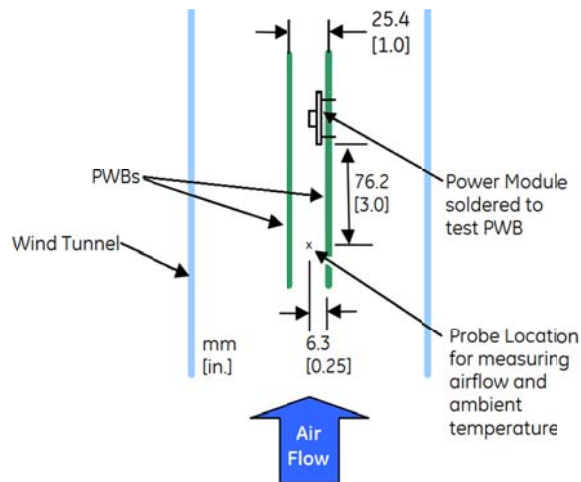 25.4
[1.0]
76.2
[3.0]
PWBs
Power Module
soldered to
test PWB
Wind Tunnel
x
mm
[in.]
6.3
[0.25]
Probe Location
for measuring
airflow and
ambient
temperature
Air
Flow